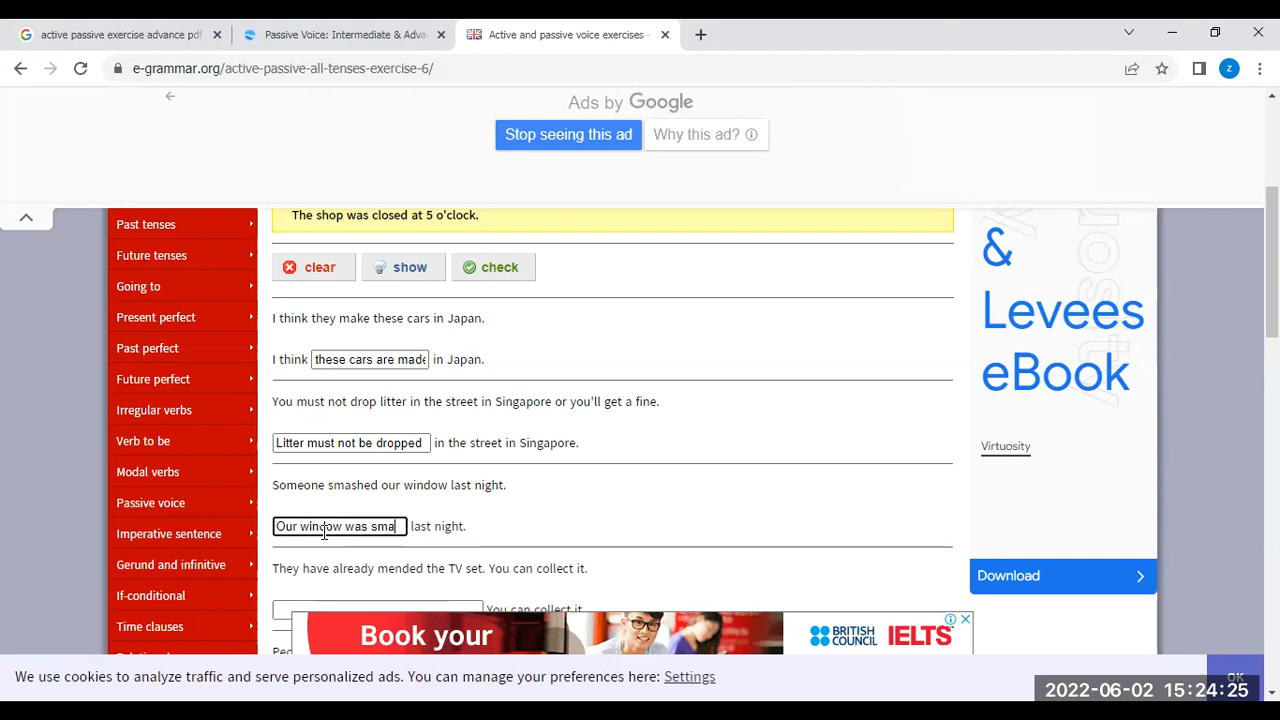 active passive exercise advance pdf
Passive Voice: Intermediate & Adva
Active and passive voice exercises -
e-grammar.org/active-passive-all-tenses-exercise-6/
z
Ads by Google
Stop seeing this ad
Why this ad?
The shop was closed at 5 o'clock.
clear
show
check
I think they make these cars in Japan.
I think these cars are made in Japan.
You must not drop litter in the street in Singapore or you'll get a fine.
Litter must not be dropped in the street in Singapore.
Someone smashed our window last night.
Our window was sma last night.
They have already mended the TV set. You can collect it.
You can collect it.
Past tenses
Future tenses
Going to
Present perfect
Past perfect
Future perfect
Irregular verbs
Verb to be
Modal verbs
Passive voice
Imperative sentence
Gerund and infinitive
If-conditional
Time clauses
&
Levees
eBook
Virtuosity
Download
Book your
BRITISH COUNCIL
IELTS
We use cookies to analyze traffic and serve personalized ads. You can manage your preferences here: Settings
OK
2022-06-02 15:24:25